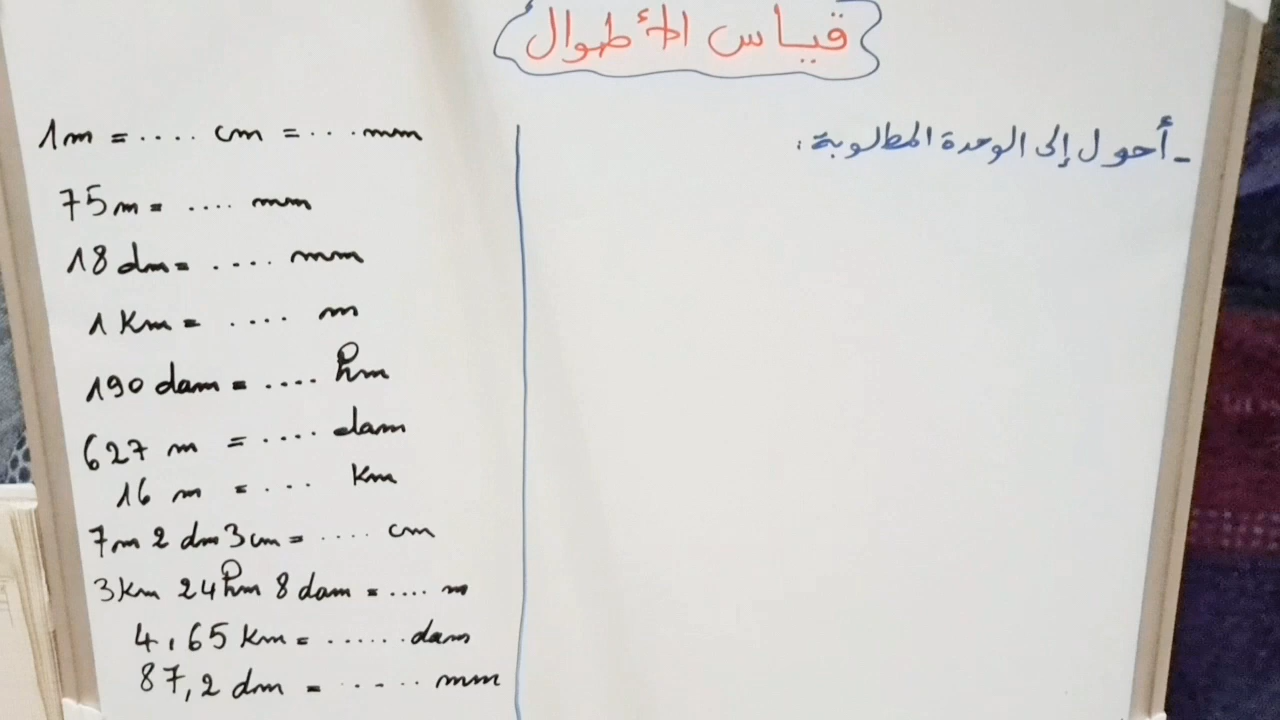 قياس الأطوال
- أحول إلى الوحدة المطلوبة:
1m = .... cm = ... mm
75m = .... mm
18 dm = .... mm
1 Km = .... m
190 dam = .... hm
627 m = .... dam
16 m = ... Km
7m 2 dm 3cm = .... cm
3km 24hm 8 dam = .... m
4,65 km = ...... dam
87,2 dm = ..... mm